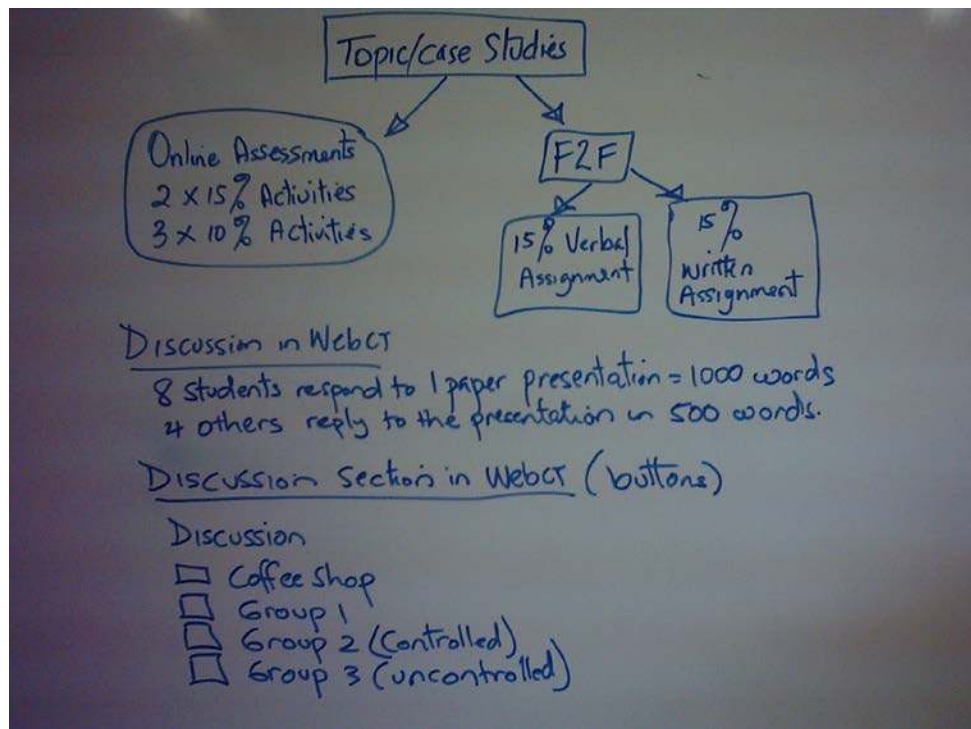 Topic/case Studies
Online Assessments
2 x 15% Activities
3 x 10% Activities
F2F
15% Verbal
Assignment
15%
written
Assignment
Discussion in WebCT
8 students respond to 1 paper presentation = 1000 words
4 others reply to the presentation in 500 words.
Discussion Section in WebCT (buttons)
Discussion
Coffee Shop
Group 1
Group 2 (Controlled)
Group 3 (uncontrolled)